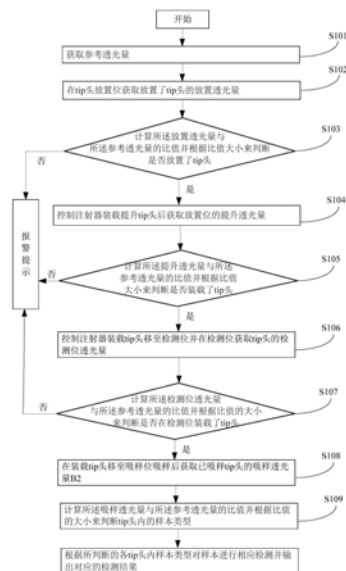 开始
S101
获取参考透光量
S102
在tip头放置位获取放置了tip头的放置透光量
S103
计算所述放置透光量与
所述参考透光量的比值并根据比值大小来判断
是否放置了tip头
否
是
S104
控制注射器装载提升tip头后获取放置位的提升透光量
报警提示
S105
计算所述提升透光量与所述
参考透光量的比值并根据比值
大小来判断是否装载了tip头
否
是
S106
控制注射器装载tip头移至检测位并在检测位获取tip头的检
测位透光量
S107
计算所述检测位透光量
与所述参考透光量的比值并根据比值的大小
来判断是否在检测位装载了tip头
否
是
S108
在装载tip头移至吸样位吸样后获取已吸样tip头的吸样透光
量B2
S109
计算所述吸样透光量与所述参考透光量的比值并根据比值
的大小来判断tip头内的样本类型
根据所判断的各tip头内样本类型对样本进行相应检测并输
出对应的检测结果